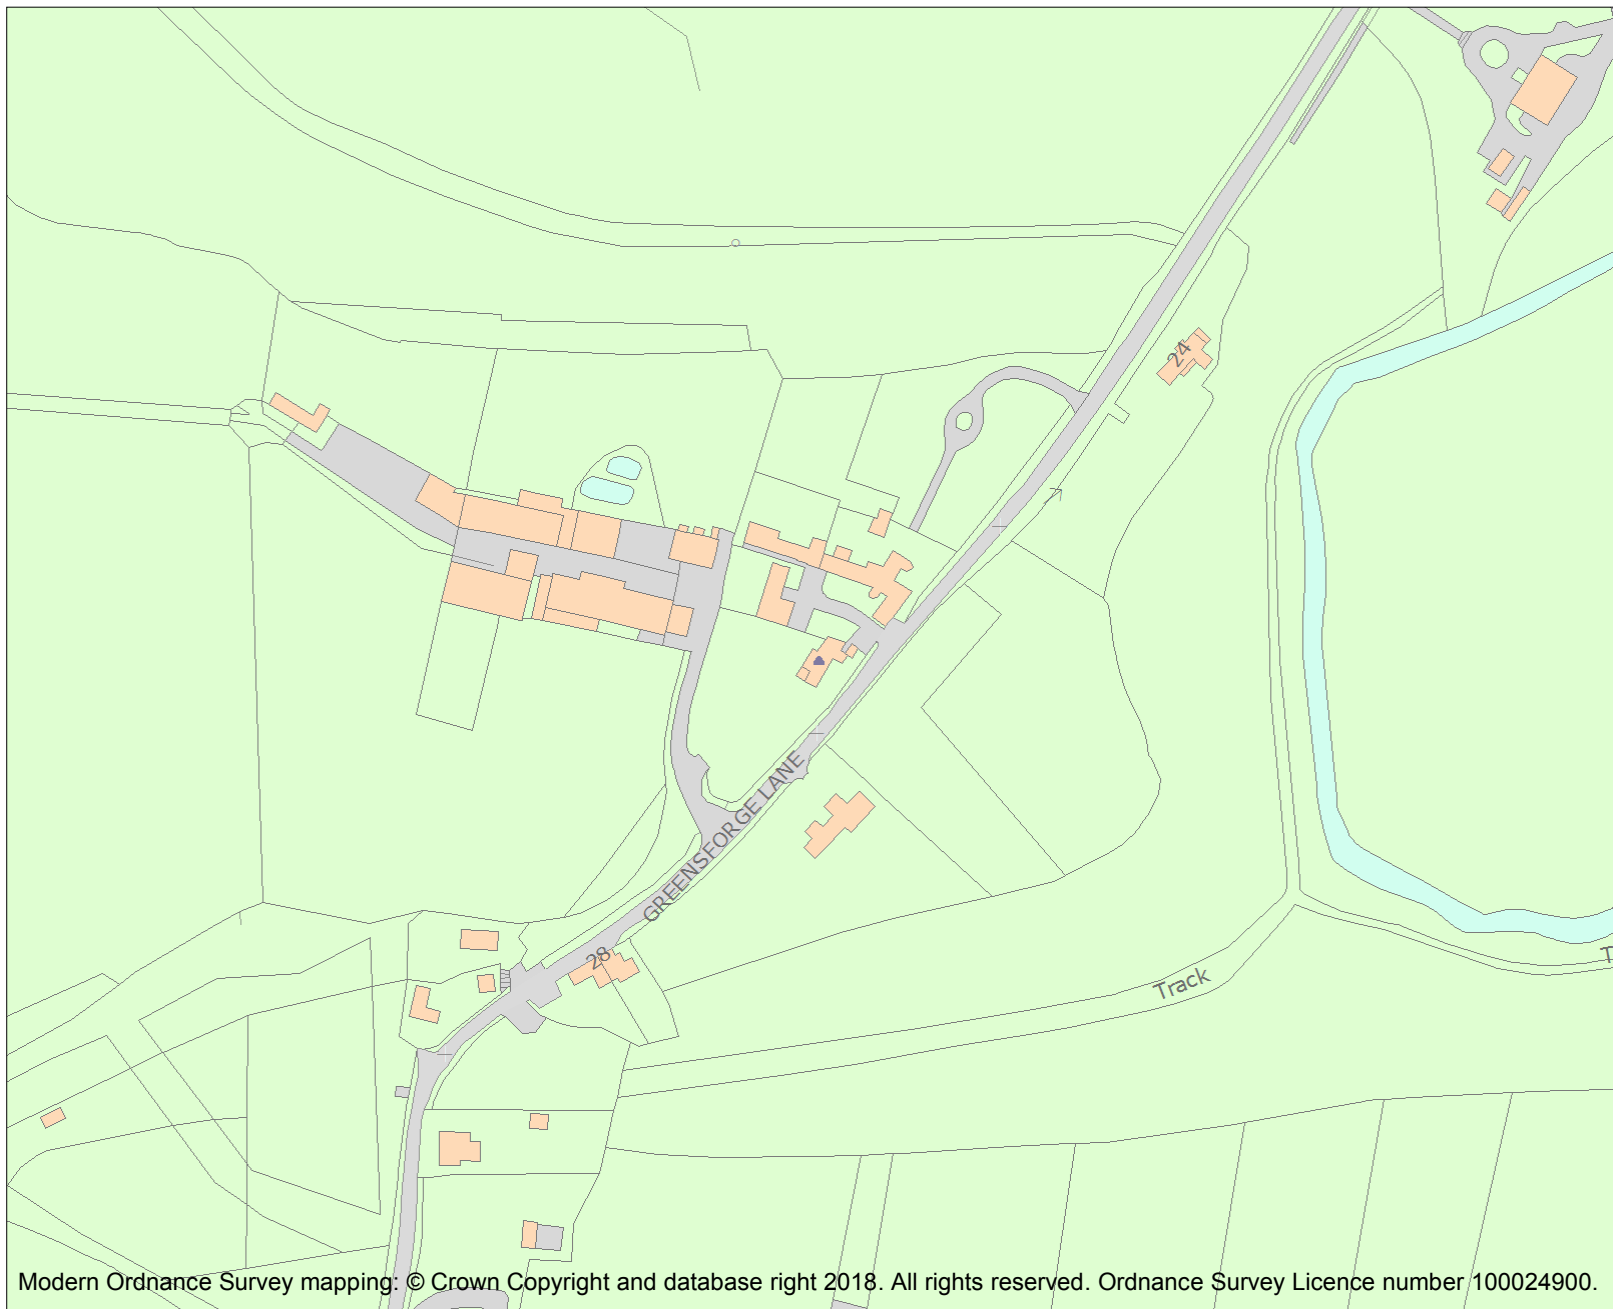 24
GREENSFORGE LANE
28
T
Track
Modern Ordnance Survey mapping: © Crown Copyright and database right 2018. All rights reserved. Ordnance Survey Licence number 100024900.